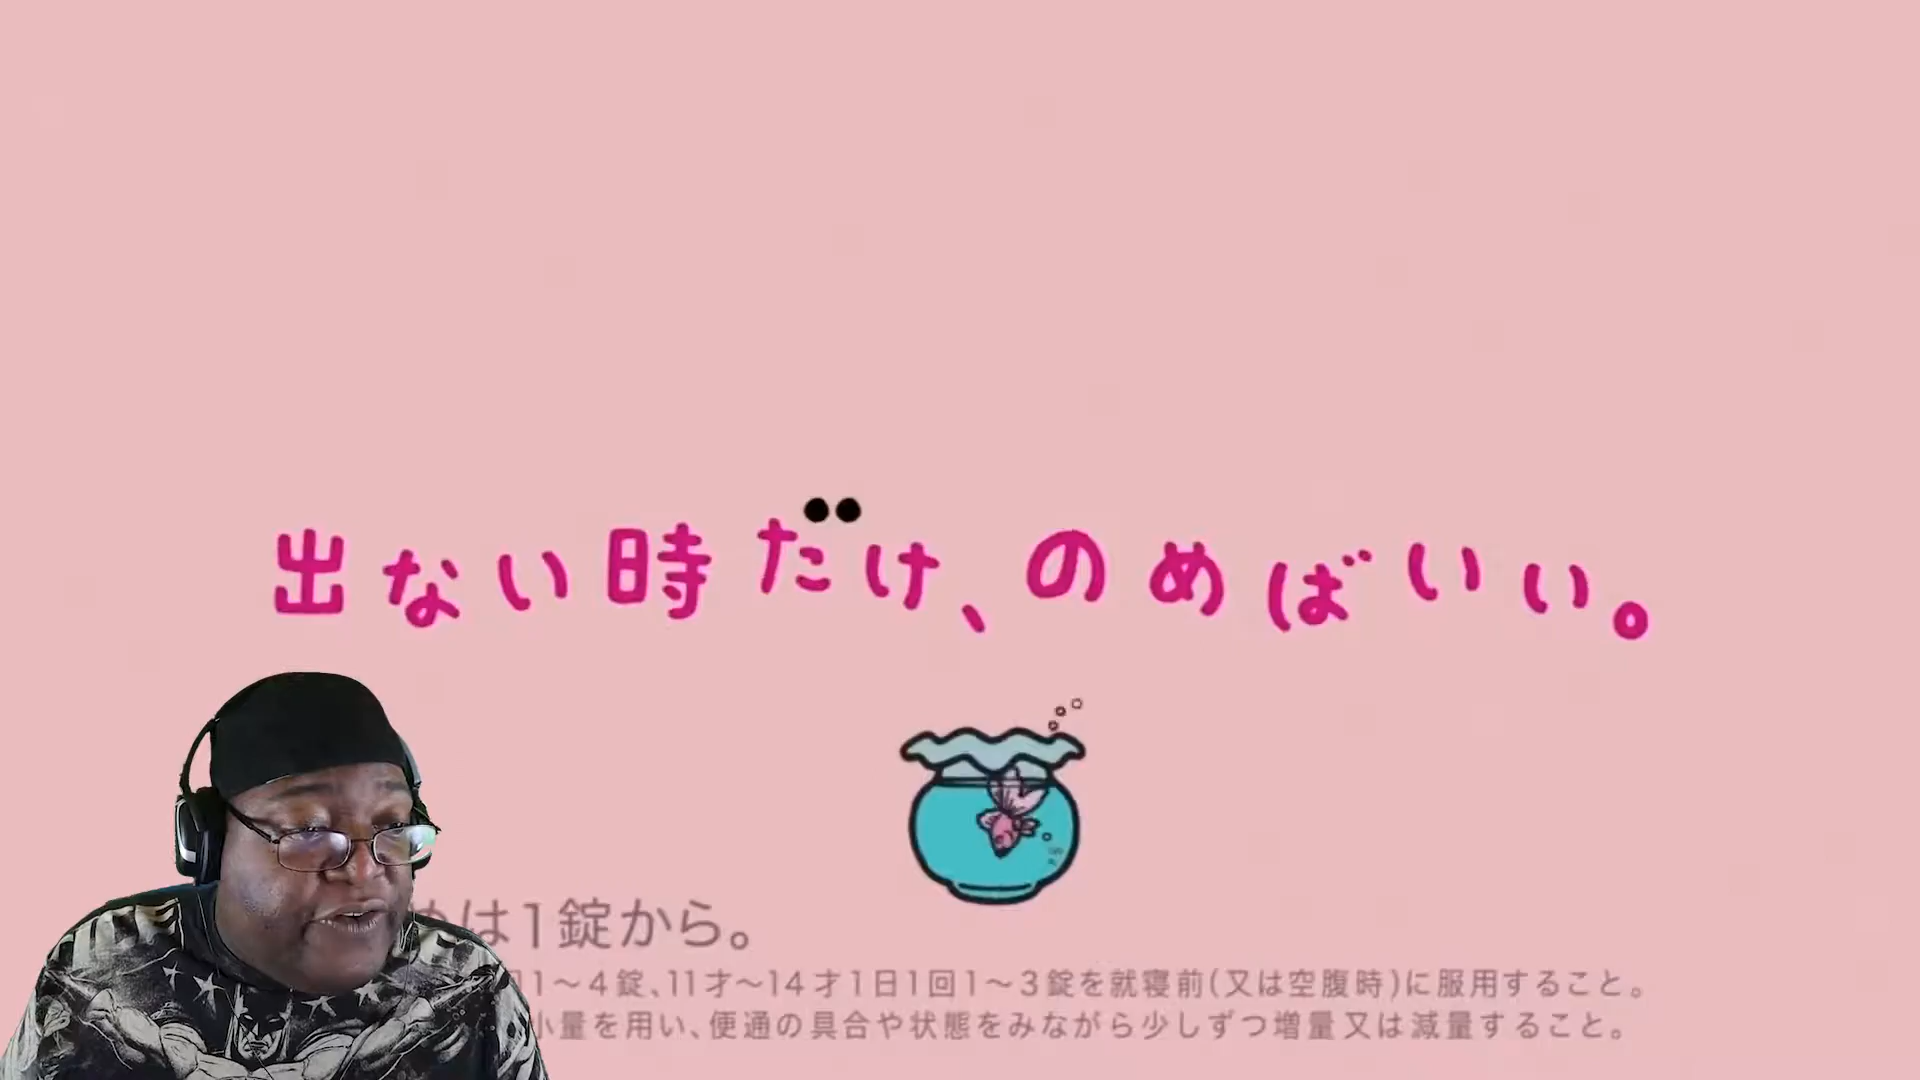 出ない時だけ、のめばいい。
は1錠から。
1～4錠、11才～14才1日1回1～3錠を就寝前(又は空腹時)に服用すること。
小量を用い、便通の具合や状態をみながら少しずつ増量又は減量すること。